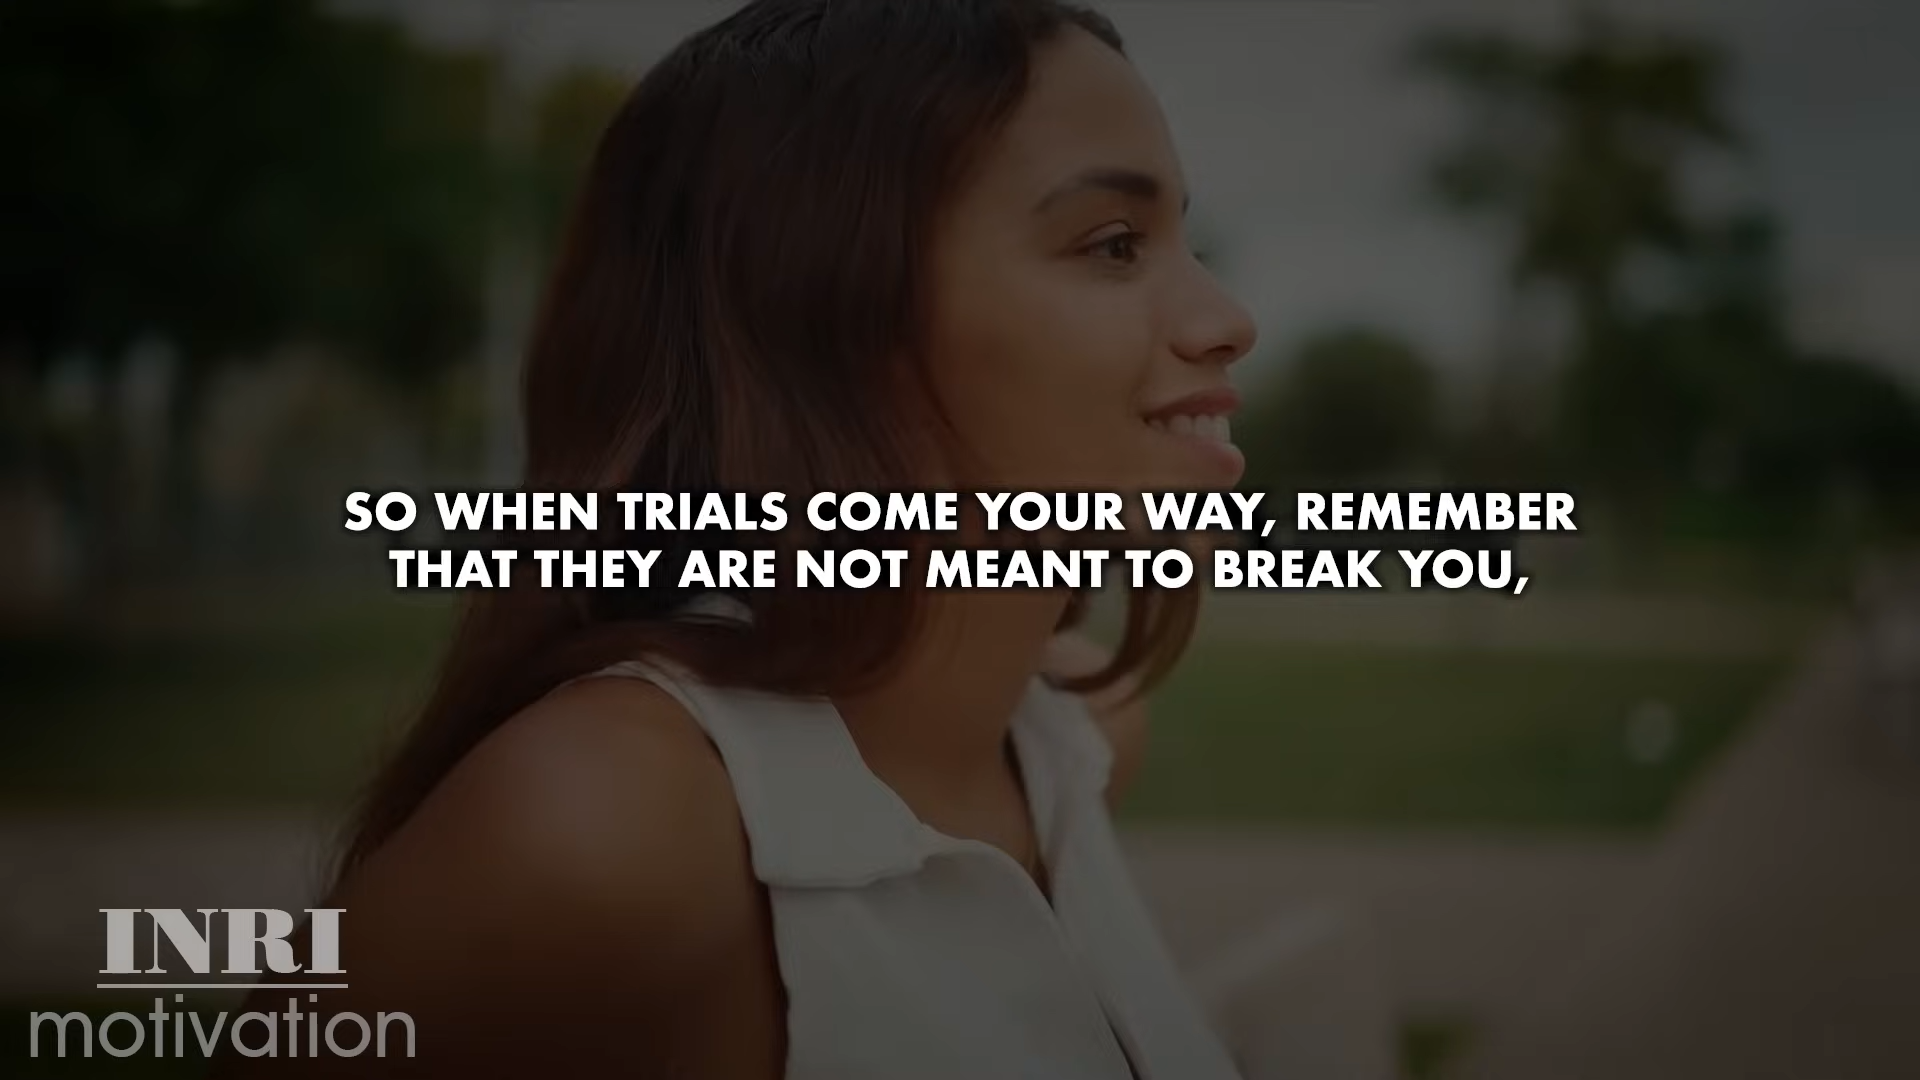 SO WHEN TRIALS COME YOUR WAY, REMEMBER
THAT THEY ARE NOT MEANT TO BREAK YOU,
INRI
motivation